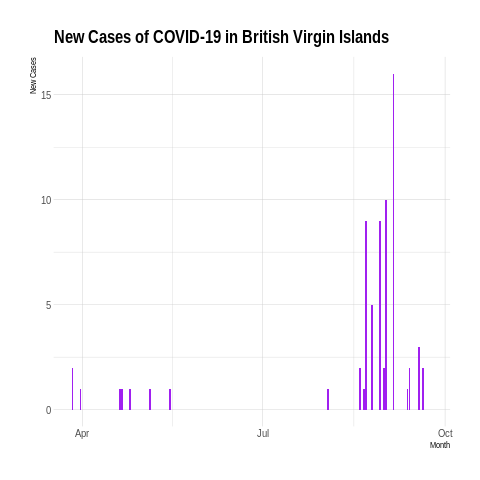 New Cases of COVID-19 in British Virgin Islands
New Cases
15
10
5
0
Apr
Jul
Oct
Month